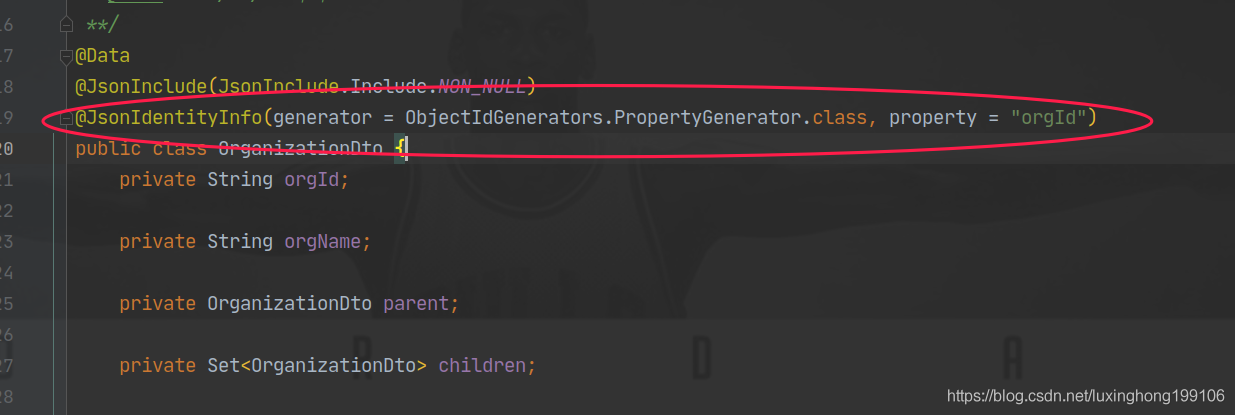 16 **/
17 @Data
18 @JsonInclude(JsonInclude.Include.NON_NULL)
19 @JsonIdentityInfo(generator = ObjectIdGenerators.PropertyGenerator.class, property = "orgId")
20 public class OrganizationDto {
21 private String orgId;
22
23 private String orgName;
24
25 private OrganizationDto parent;
26
27 private Set<OrganizationDto> children;
28
R D A
https://blog.csdn.net/luxinghong199106